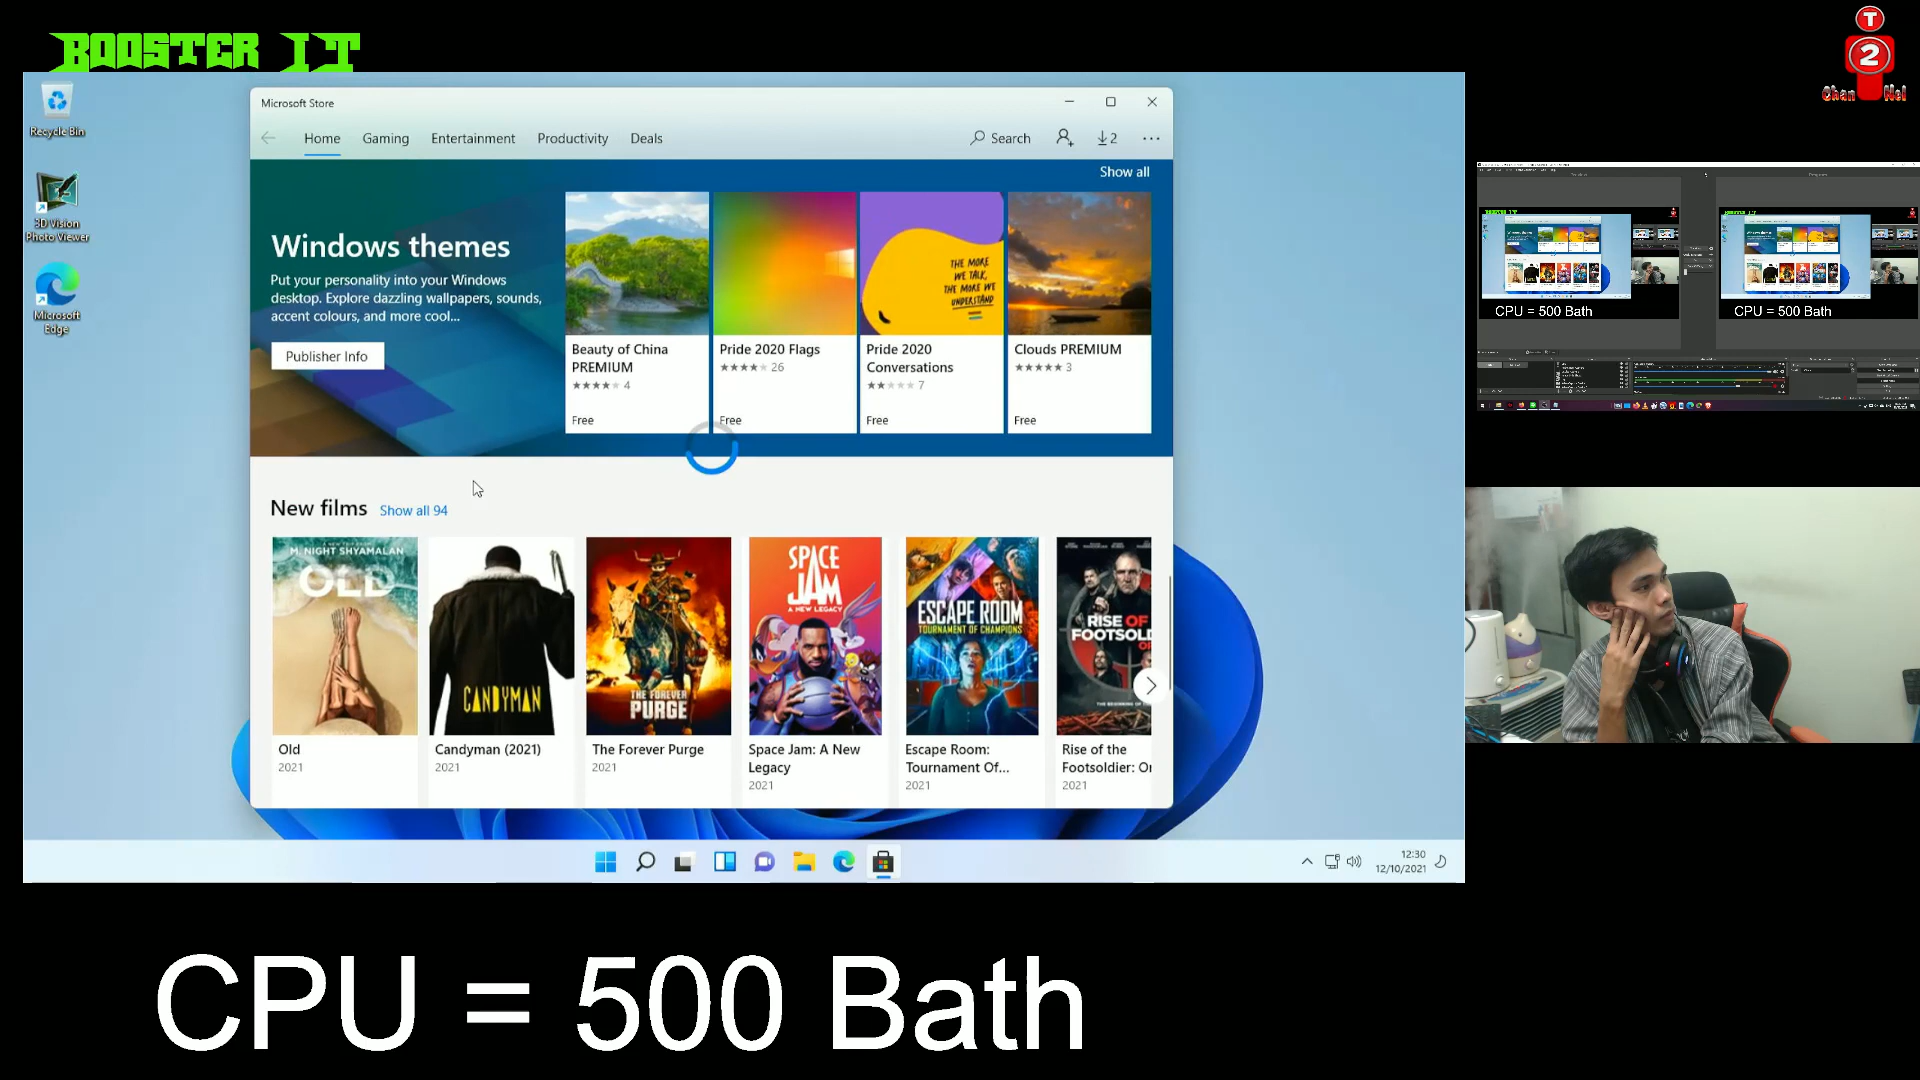 BOOSTER IT
T
2
Chan Nel
Recycle Bin
3D Vision
Photo Viewer
Microsoft
Edge
Microsoft Store
Home Gaming Entertainment Productivity Deals Search 2
Show all
Windows themes
Put your personality into your Windows
desktop. Explore dazzling wallpapers, sounds,
accent colours, and more cool...
Publisher Info
THE MORE
WE TALK,
THE MORE WE
UNDERSTAND
Beauty of China
PREMIUM
4
Free
Pride 2020 Flags
26
Free
Pride 2020
Conversations
7
Free
Clouds PREMIUM
3
Free
New films Show all 94
M. NIGHT SHYAMALAN
OLD
CANDYMAN
THE FOREVER
PURGE
SPACE
JAM
A NEW LEGACY
ESCAPE ROOM
TOURNAMENT OF CHAMPIONS
RISE OF
FOOTSOL
Old
2021
Candyman (2021)
2021
The Forever Purge
2021
Space Jam: A New
Legacy
2021
Escape Room:
Tournament Of...
2021
Rise of the
Footsoldier: Or
2021
12:30
12/10/2021
CPU = 500 Bath
CPU = 500 Bath
CPU = 500 Bath